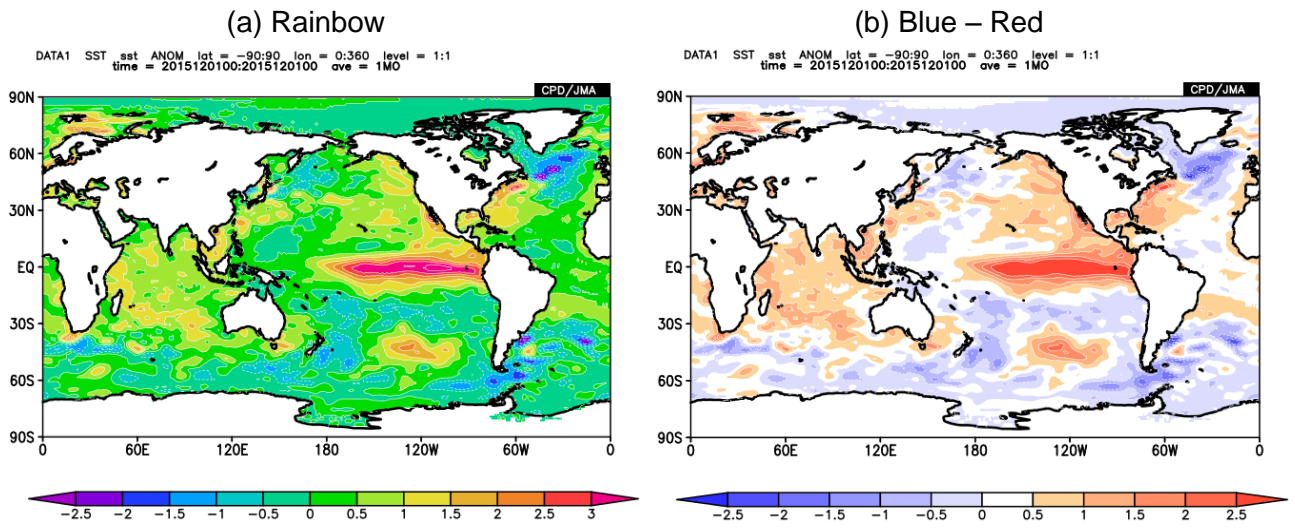 (a) Rainbow
DATA1 SST sst ANOM lat = -90:90 lon = 0:360 level = 1:1
time = 2015120100:2015120100 ave = 1MO
CPD/JMA
90N
60N
30N
EQ
30S
60S
90S
0 60E 120E 180 120W 60W 0
-2.5 -2 -1.5 -1 -0.5 0 0.5 1 1.5 2 2.5 3
(b) Blue – Red
DATA1 SST sst ANOM lat = -90:90 lon = 0:360 level = 1:1
time = 2015120100:2015120100 ave = 1MO
CPD/JMA
90N
60N
30N
EQ
30S
60S
90S
0 60E 120E 180 120W 60W 0
-2.5 -2 -1.5 -1 -0.5 0 0.5 1 1.5 2 2.5